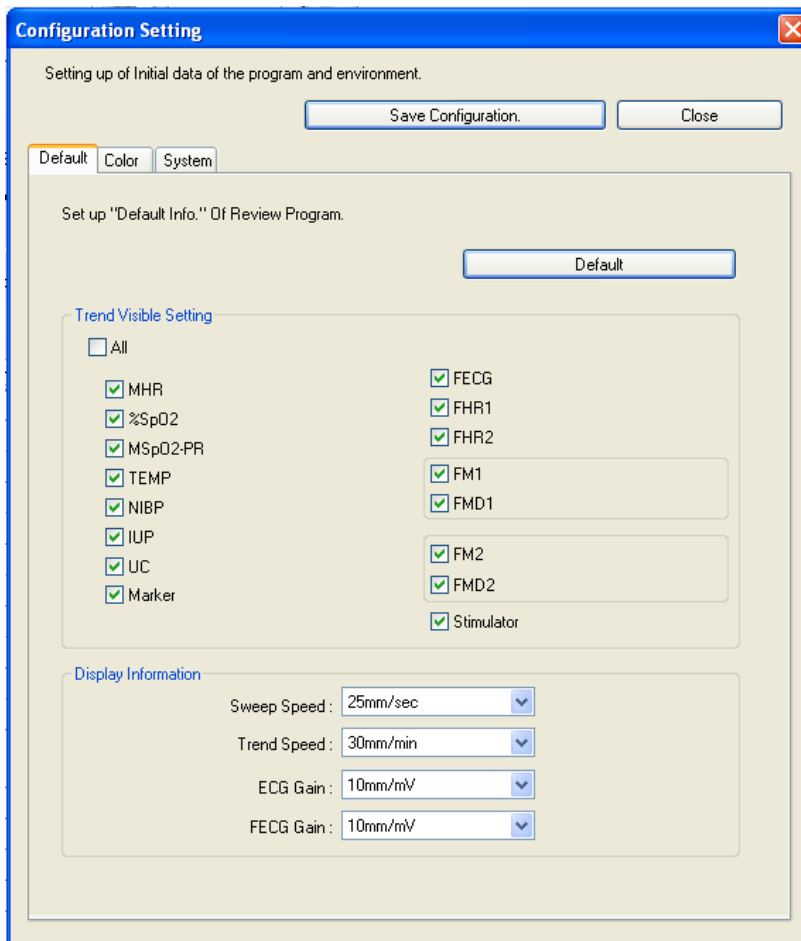 Configuration Setting
Setting up of Initial data of the program and environment.
Save Configuration. Close
Default Color System
Set up "Default Info." Of Review Program.
Default
Trend Visible Setting
All
MHR
%SpO2
MSpO2-PR
TEMP
NIBP
IUP
UC
Marker
FECG
FHR1
FHR2
FM1
FMD1
FM2
FMD2
Stimulator
Display Information
Sweep Speed : 25mm/sec
Trend Speed : 30mm/min
ECG Gain : 10mm/mV
FECG Gain : 10mm/mV